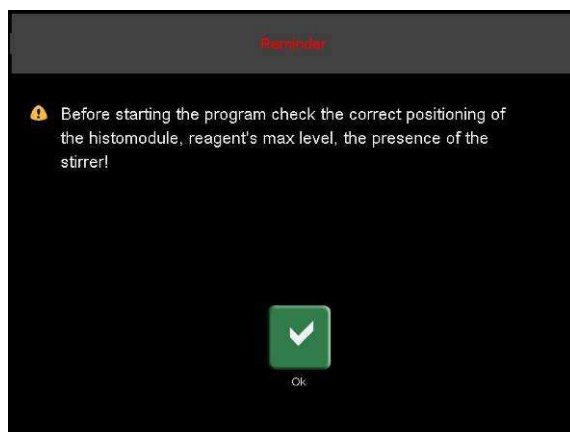 Reminder
Before starting the program check the correct positioning of
the histomodule, reagent's max level, the presence of the
stirrer!
Ok